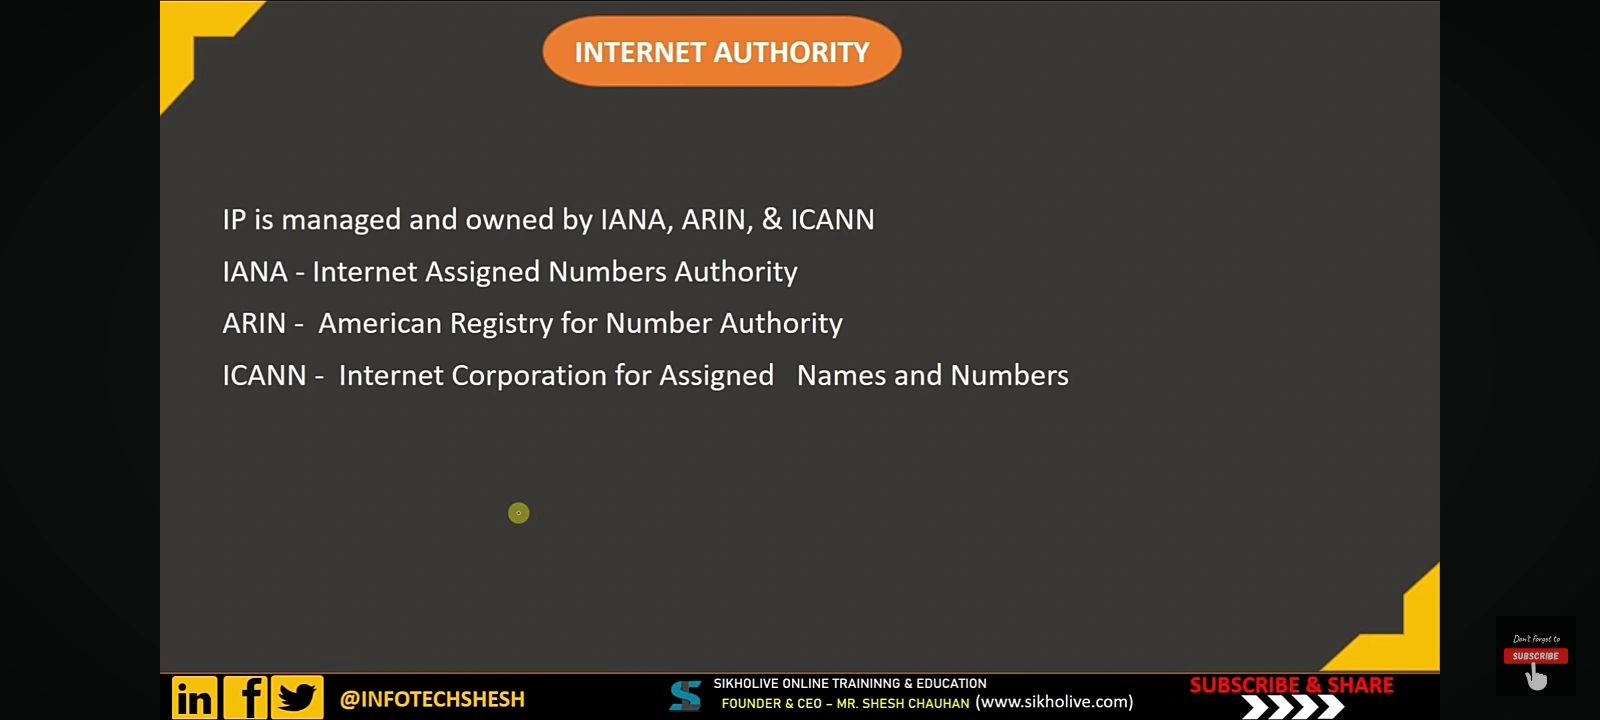 INTERNET AUTHORITY
IP is managed and owned by IANA, ARIN, & ICANN
IANA - Internet Assigned Numbers Authority
ARIN -  American Registry for Number Authority
ICANN -  Internet Corporation for Assigned   Names and Numbers
Don't forget to
SUBSCRIBE
in f @INFOTECHSHESH
SIKHOLIVE ONLINE TRAININNG & EDUCATION
FOUNDER & CEO – MR. SHESH CHAUHAN (www.sikholive.com)
SUBSCRIBE & SHARE